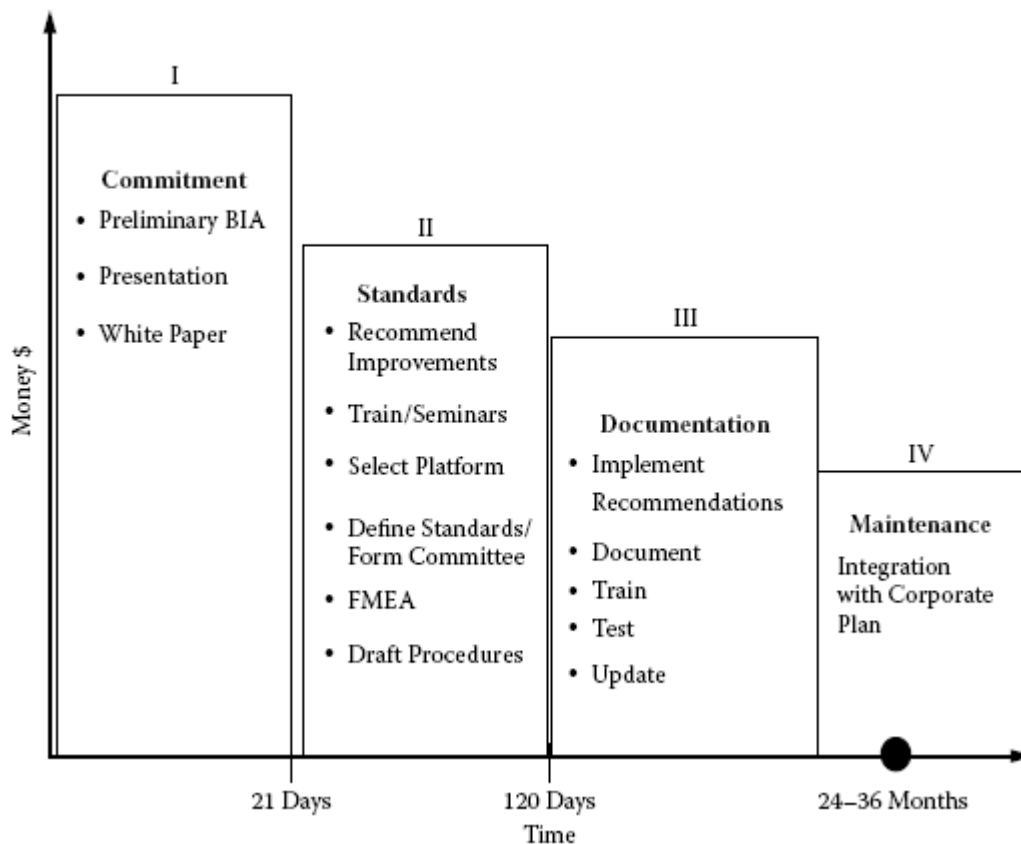 I
Commitment
• Preliminary BIA
• Presentation
• White Paper
II
Standards
• Recommend
Improvements
• Train/Seminars
• Select Platform
• Define Standards/
Form Committee
• FMEA
• Draft Procedures
III
Documentation
• Implement
Recommendations
• Document
• Train
• Test
• Update
IV
Maintenance
Integration
with Corporate
Plan
Money $
21 Days
120 Days
24–36 Months
Time